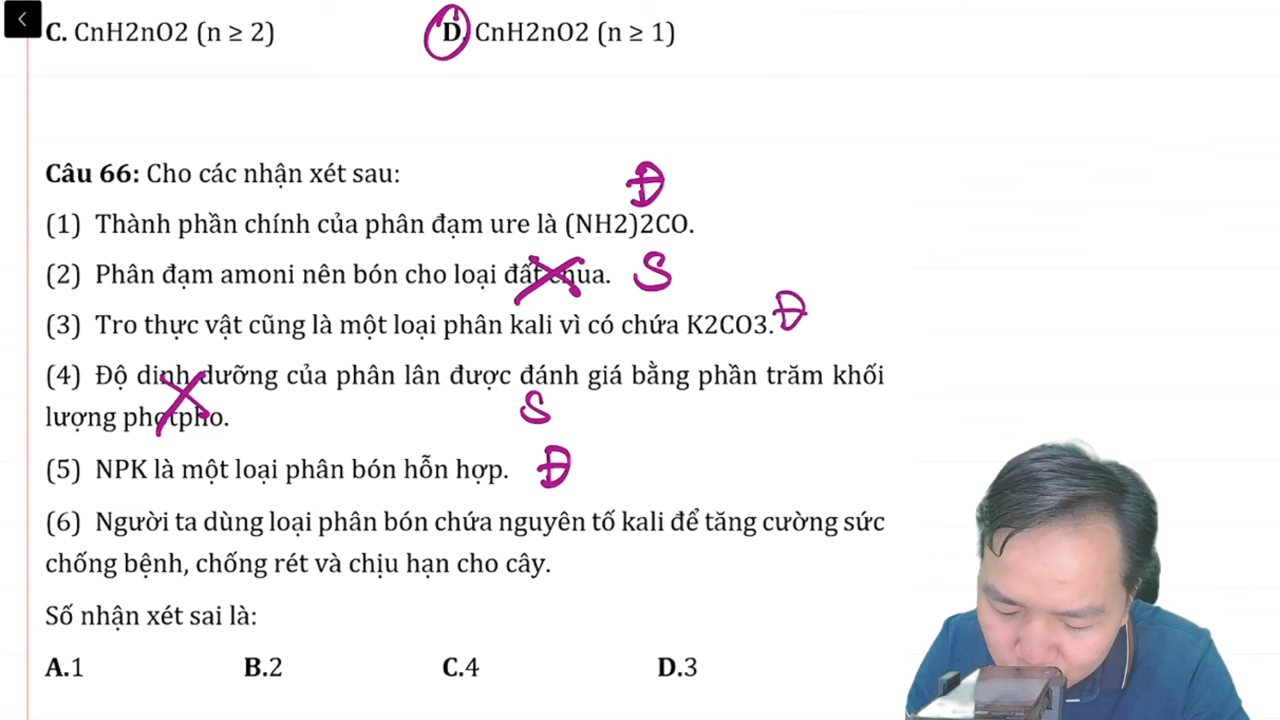 C. CnH2nO2 (n ≥ 2) D. CnH2nO2 (n ≥ 1)
Câu 66: Cho các nhận xét sau:
Đ
(1) Thành phần chính của phân đạm ure là (NH2)2CO.
(2) Phân đạm amoni nên bón cho loại đất chua. S
(3) Tro thực vật cũng là một loại phân kali vì có chứa K2CO3. Đ
(4) Độ dinh dưỡng của phân lân được đánh giá bằng phần trăm khối
lượng photpho. S
(5) NPK là một loại phân bón hỗn hợp. Đ
(6) Người ta dùng loại phân bón chứa nguyên tố kali để tăng cường sức
chống bệnh, chống rét và chịu hạn cho cây.
Số nhận xét sai là:
A.1 B.2 C.4 D.3